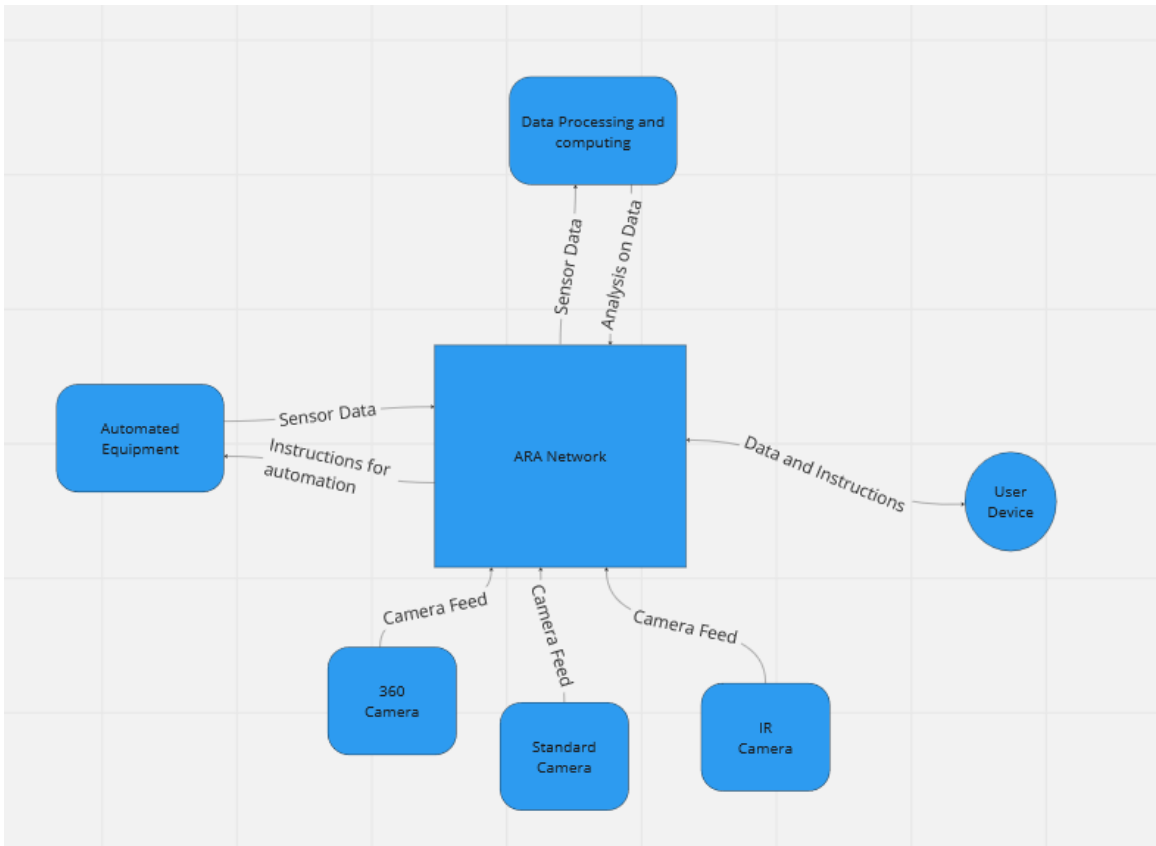 Data Processing and
computing
Sensor Data
Analysis on Data
Automated
Equipment
Sensor Data
Instructions for
automation
ARA Network
Data and Instructions
User
Device
Camera Feed
Camera Feed
Camera Feed
360
Camera
Standard
Camera
IR
Camera